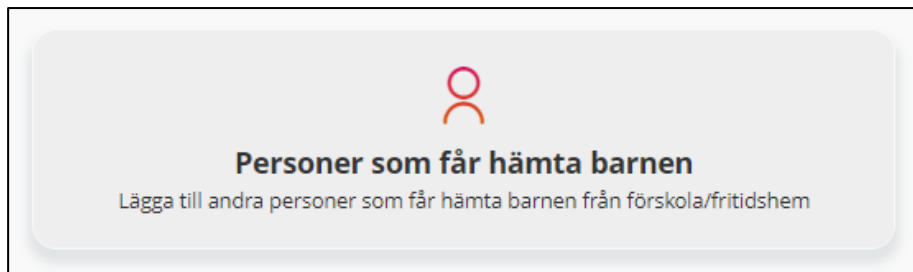 Personer som får hämta barnen
Lägga till andra personer som får hämta barnen från förskola/fritidshem